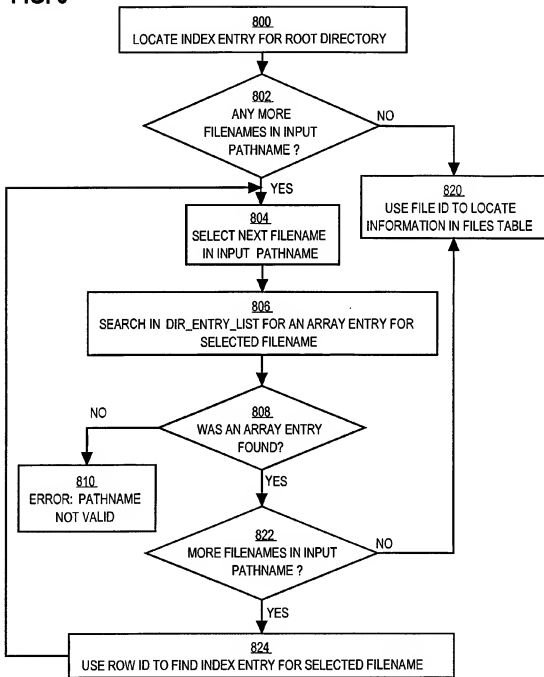 800
LOCATE INDEX ENTRY FOR ROOT DIRECTORY
802
ANY MORE
FILENAMES IN INPUT
PATHNAME ?
NO
YES
820
USE FILE ID TO LOCATE
INFORMATION IN FILES TABLE
804
SELECT NEXT FILENAME
IN INPUT PATHNAME
806
SEARCH IN DIR_ENTRY_LIST FOR AN ARRAY ENTRY FOR
SELECTED FILENAME
808
WAS AN ARRAY ENTRY
FOUND?
NO
YES
810
ERROR: PATHNAME
NOT VALID
822
MORE FILENAMES IN INPUT
PATHNAME ?
NO
YES
824
USE ROW ID TO FIND INDEX ENTRY FOR SELECTED FILENAME